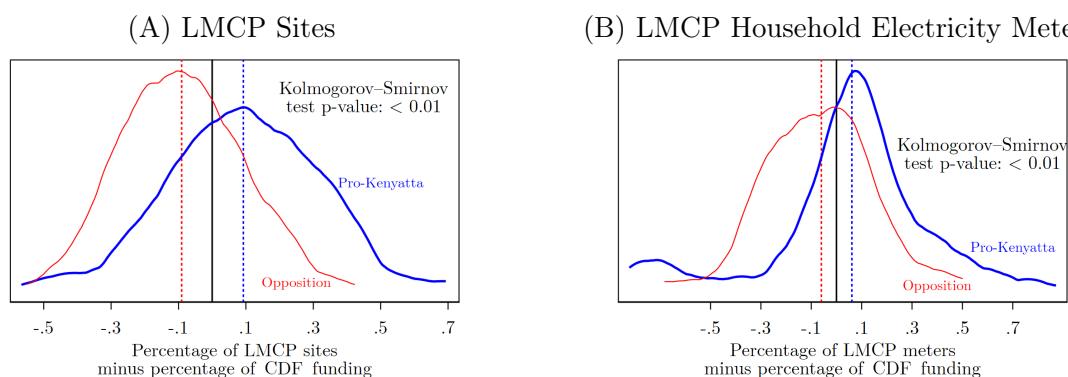 (A) LMCP Sites
Kolmogorov–Smirnov
test p-value: < 0.01
Pro-Kenyatta
Opposition
-.5 -.1 .1 .3 .5 .7
Percentage of LMCP sites
minus percentage of CDF funding
(B) LMCP Household Electricity Mete
Kolmogorov–Smirnov
test p-value: < 0.01
Pro-Kenyatta
Opposition
-.5 -.1 .1 .3 .5 .7
Percentage of LMCP meters
minus percentage of CDF funding